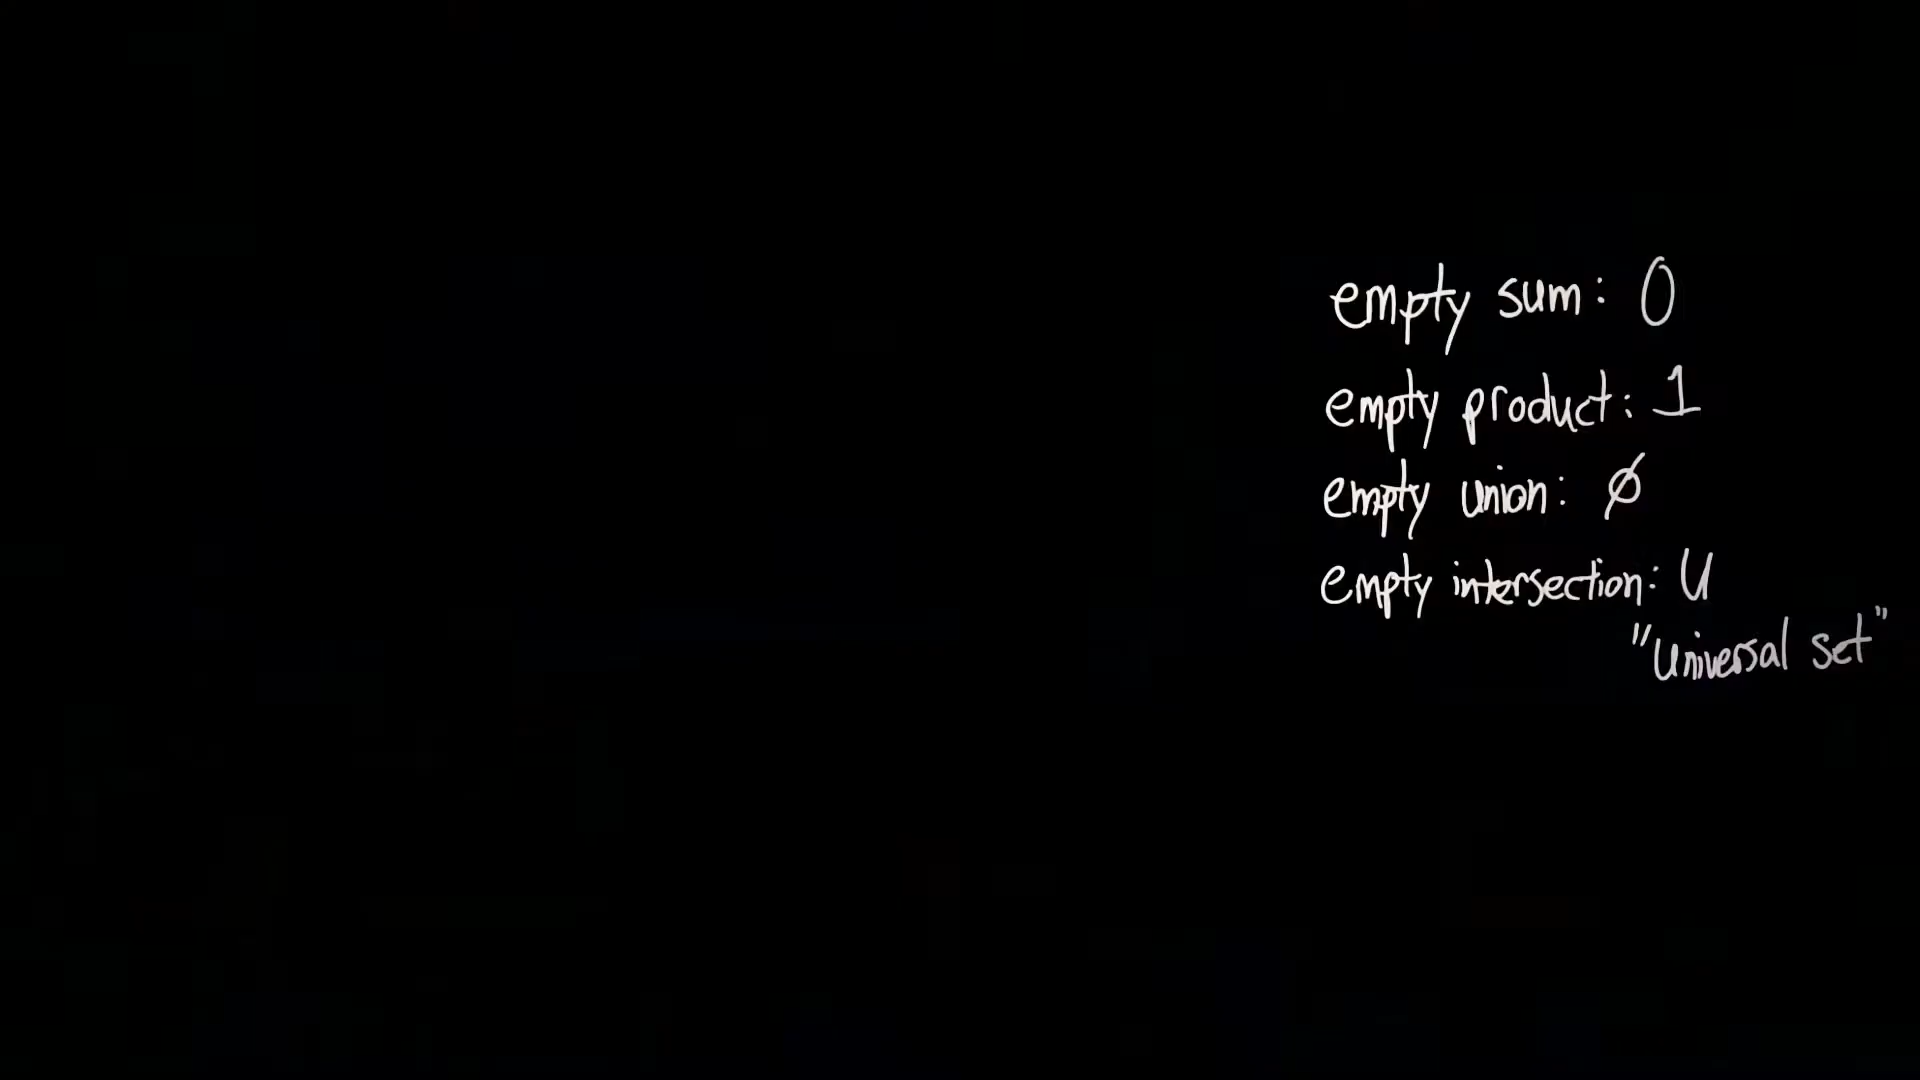 empty sum: 0
empty product: 1
empty union: ∅
empty intersection: U
"Universal set"